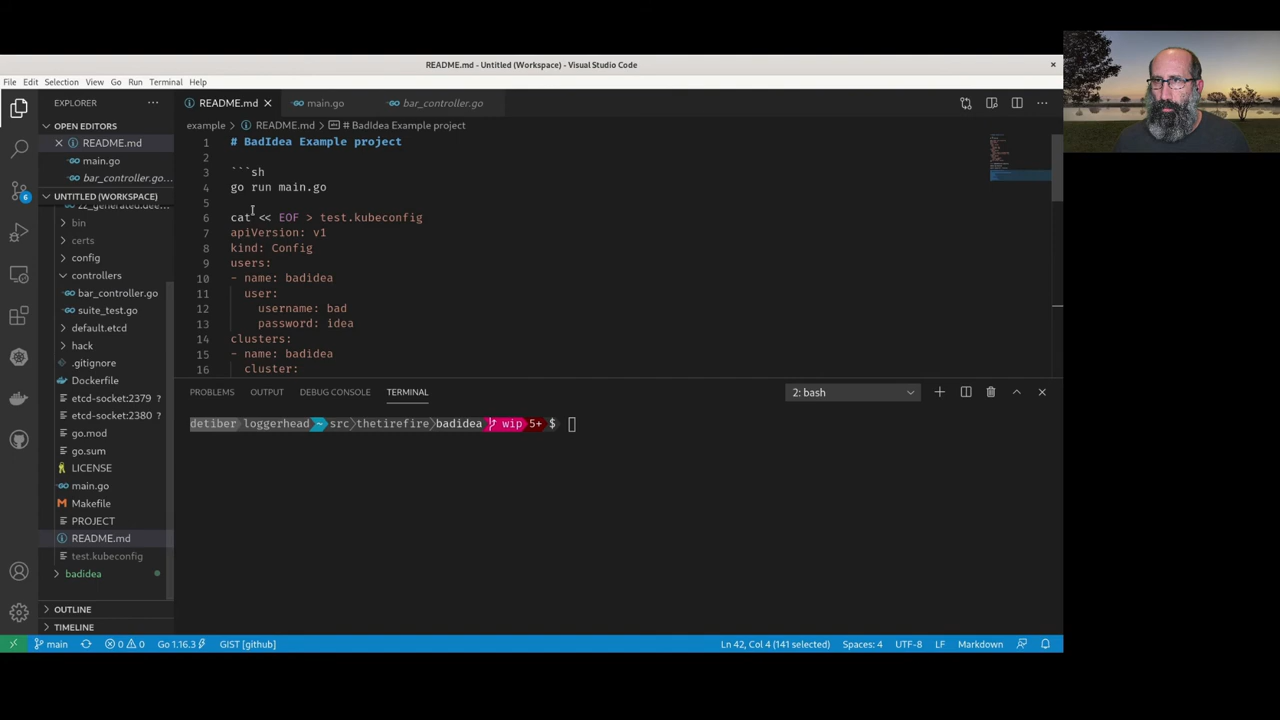 README.md - Untitled (Workspace) - Visual Studio Code
File Edit Selection View Go Run Terminal Help
EXPLORER
OPEN EDITORS
README.md
main.go
bar_controller.go...
UNTITLED (WORKSPACE)
bin
certs
config
controllers
bar_controller.go
suite_test.go
default.etcd
hack
.gitignore
Dockerfile
etcd-socket:2379
etcd-socket:2380
go.mod
go.sum
LICENSE
main.go
Makefile
PROJECT
README.md
test.kubeconfig
badidea
OUTLINE
TIMELINE
6
README.md main.go bar_controller.go
example > README.md > # BadIdea Example project
1 # BadIdea Example project
2
3 ```sh
4 go run main.go
5
6 cat << EOF > test.kubeconfig
7 apiVersion: v1
8 kind: Config
9 users:
10 - name: badidea
11 user:
12 username: bad
13 password: idea
14 clusters:
15 - name: badidea
16 cluster:
PROBLEMS OUTPUT DEBUG CONSOLE TERMINAL 2: bash
detiber loggerhead ~ src thetirefire badidea wip 5+ $
main 0 0 Go 1.16.3 GIST [github] Ln 42, Col 4 (141 selected) Spaces: 4 UTF-8 LF Markdown